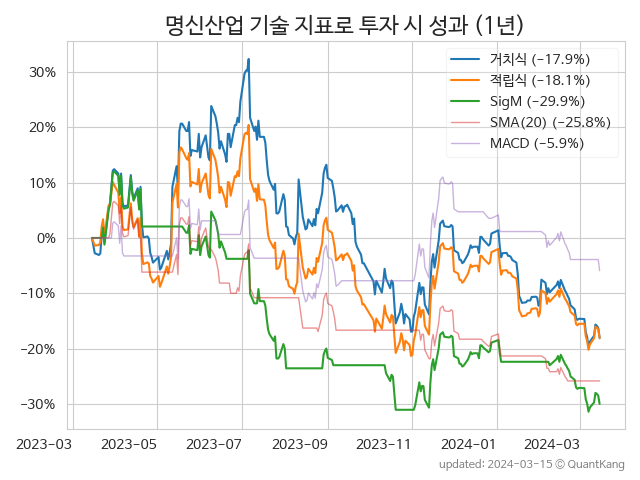 명신산업 기술 지표로 투자 시 성과 (1년)
거치식 (−17.9%)
적립식 (−18.1%)
SigM (−29.9%)
SMA(20) (−25.8%)
MACD (−5.9%)
30%
20%
10%
0%
−10%
−20%
−30%
2023−03 2023−05 2023−07 2023−09 2023−11 2024−01 2024−03
updated: 2024−03−15 ⓒ QuantKang